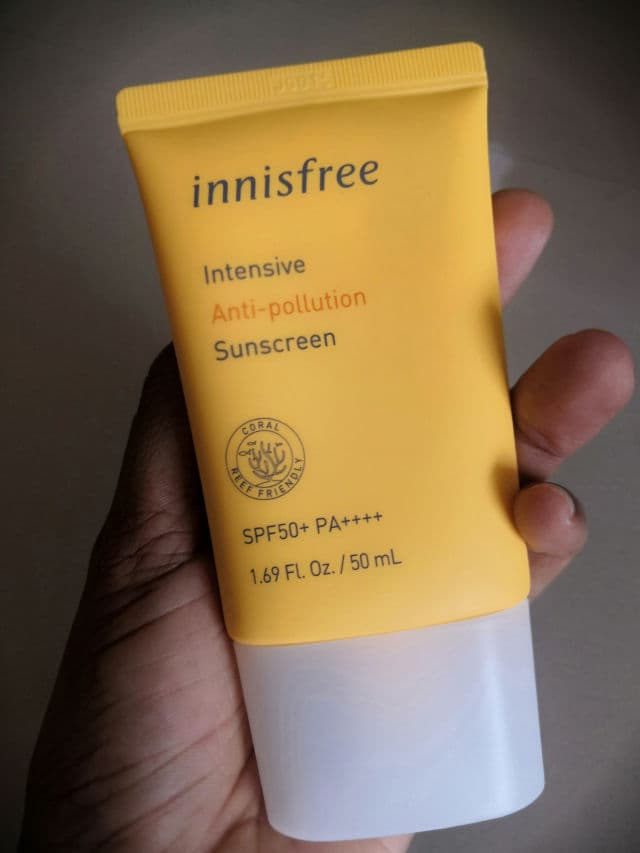 innisfree
Intensive
Anti-pollution
Sunscreen
CORAL
REEF FRIENDLY
SPF50+ PA++++
1.69 Fl. Oz. / 50 mL